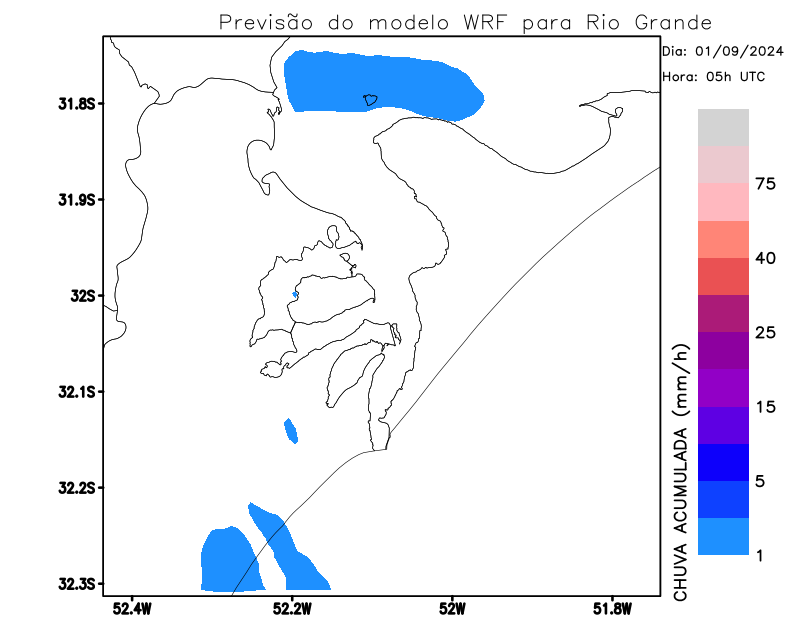 Previsão do modelo WRF para Rio Grande
Dia: 01/09/2024
Hora: 05h UTC
31.8S
31.9S
32S
32.1S
32.2S
32.3S
52.4W
52.2W
52W
51.8W
75
40
25
15
5
1
CHUVA ACUMULADA (mm/h)